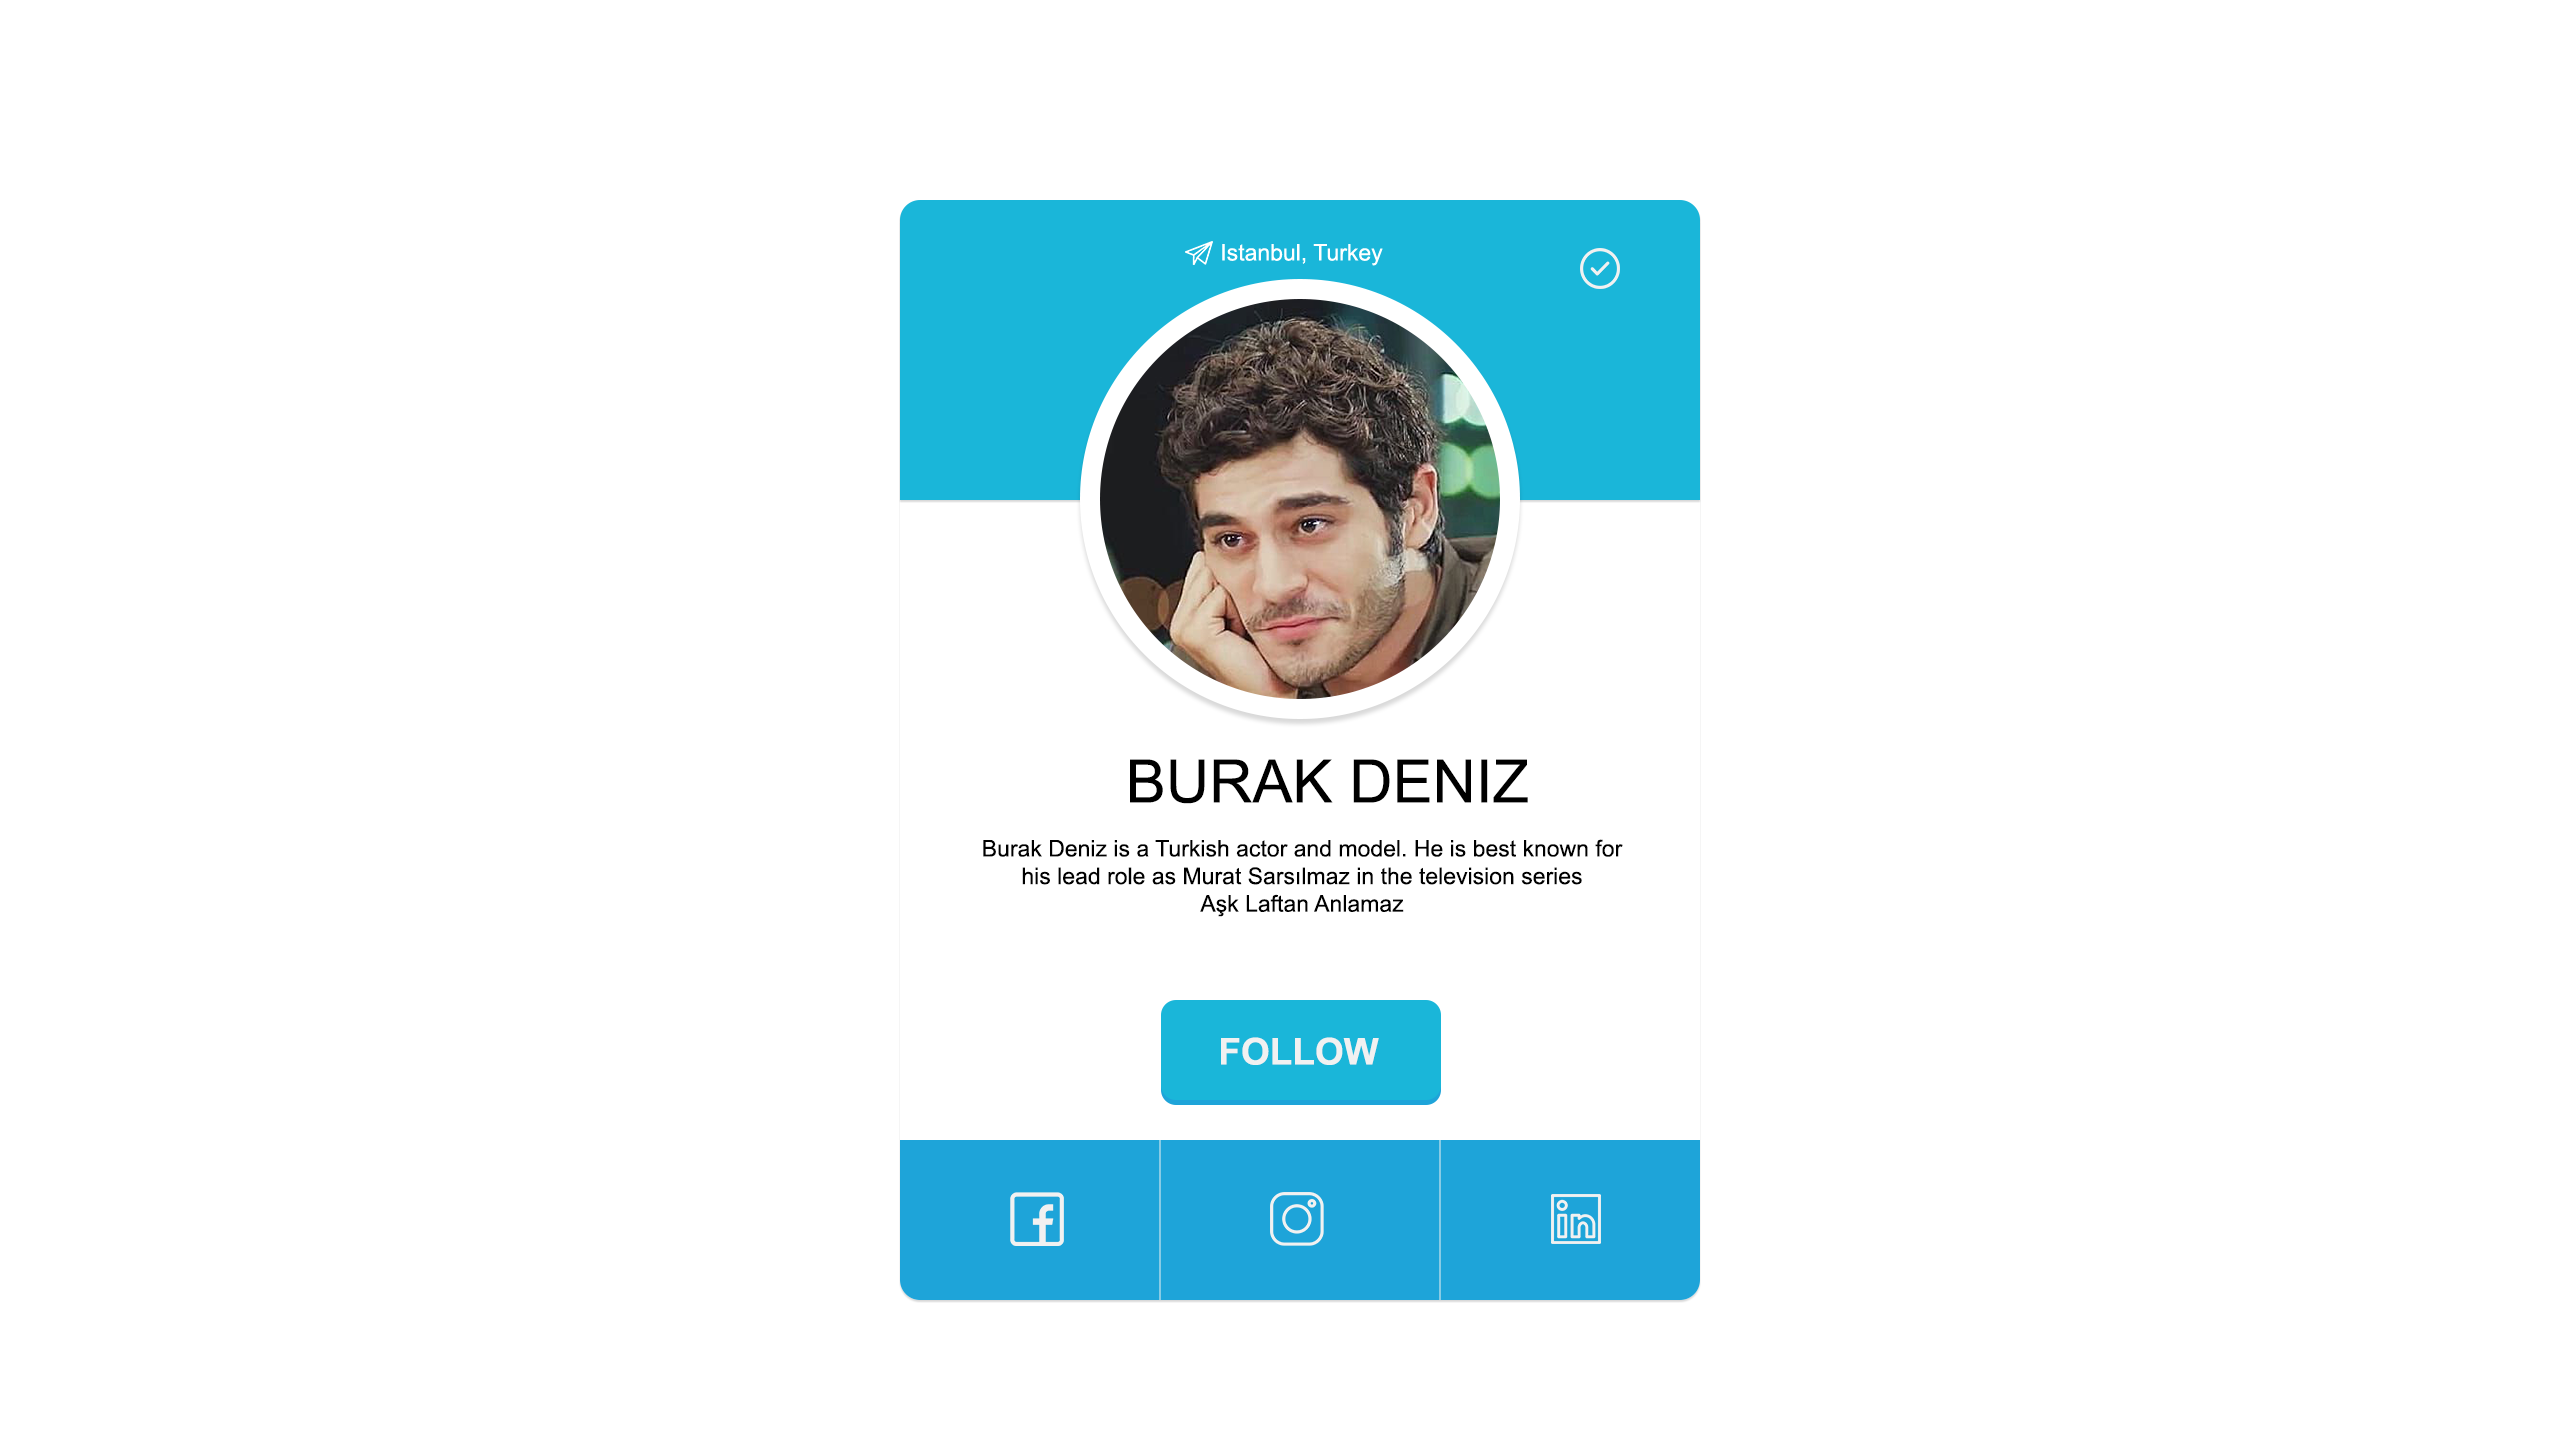 Istanbul, Turkey
BURAK DENIZ
Burak Deniz is a Turkish actor and model. He is best known for
his lead role as Murat Sarsılmaz in the television series
Aşk Laftan Anlamaz
FOLLOW